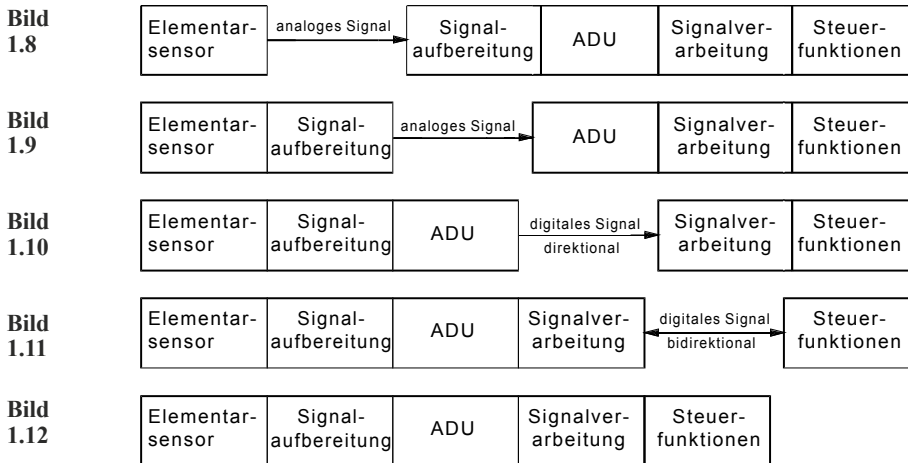 Bild
1.8
Elementar-
sensor
analoges Signal
Signal-
aufbereitung
ADU
Signalver-
arbeitung
Steuer-
funktionen
Bild
1.9
Elementar-
sensor
Signal-
aufbereitung
analoges Signal
ADU
Signalver-
arbeitung
Steuer-
funktionen
Bild
1.10
Elementar-
sensor
Signal-
aufbereitung
ADU
digitales Signal
direktional
Signalver-
arbeitung
Steuer-
funktionen
Bild
1.11
Elementar-
sensor
Signal-
aufbereitung
ADU
Signalver-
arbeitung
digitales Signal
bidirektional
Steuer-
funktionen
Bild
1.12
Elementar-
sensor
Signal-
aufbereitung
ADU
Signalver-
arbeitung
Steuer-
funktionen